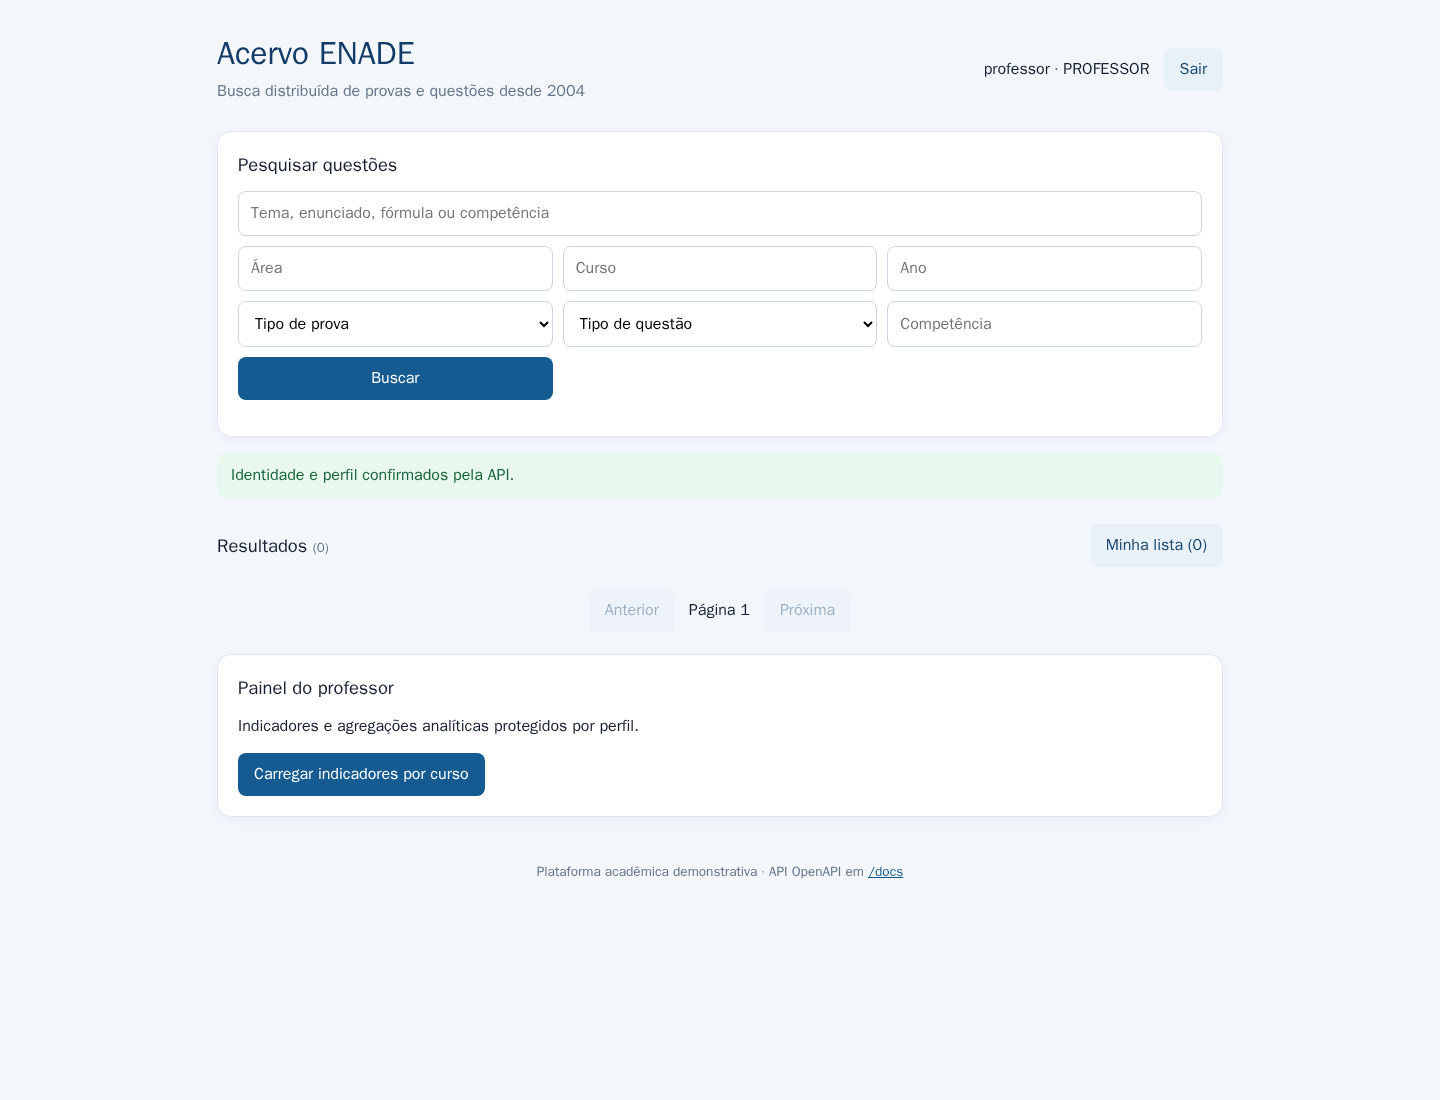 Acervo ENADE
Busca distribuída de provas e questões desde 2004
professor · PROFESSOR
Sair
Pesquisar questões
Tema, enunciado, fórmula ou competência
Área
Curso
Ano
Tipo de prova
Tipo de questão
Competência
Buscar
Identidade e perfil confirmados pela API.
Resultados (0)
Minha lista (0)
Anterior
Página 1
Próxima
Painel do professor
Indicadores e agregações analíticas protegidos por perfil.
Carregar indicadores por curso
Plataforma acadêmica demonstrativa · API OpenAPI em /docs